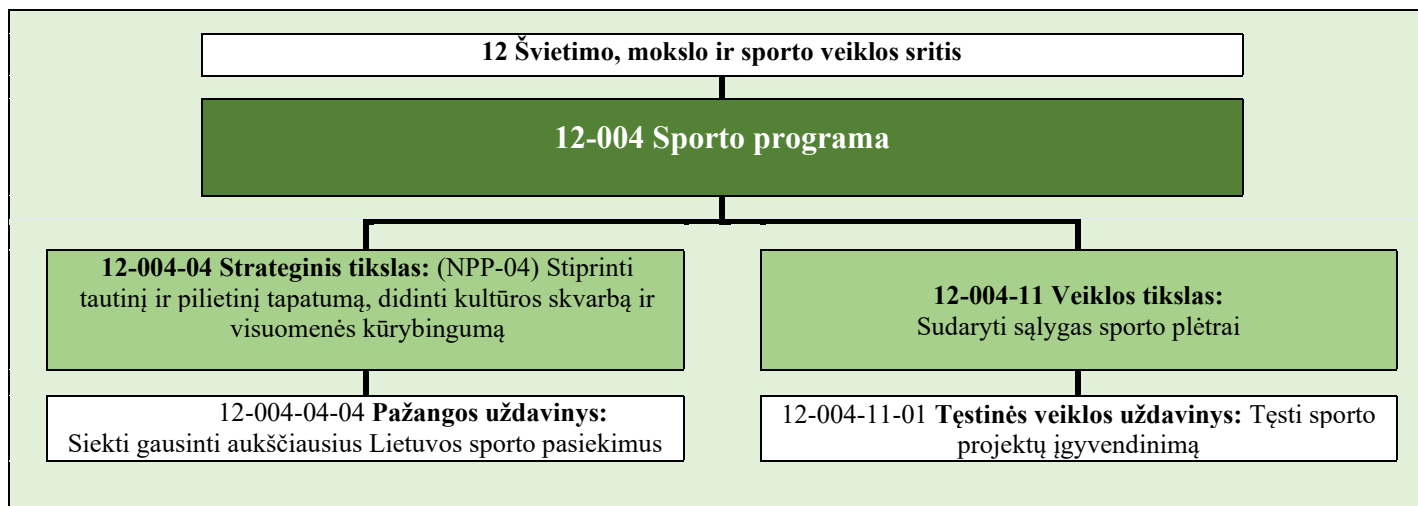 12 Švietimo, mokslo ir sporto veiklos sritis
12-004 Sporto programa
12-004-04 Strateginis tikslas: (NPP-04) Stiprinti
tautinį ir pilietinį tapatumą, didinti kultūros skvarbą ir
visuomenės kūrybingumą
12-004-11 Veiklos tikslas:
Sudaryti sąlygas sporto plėtrai
12-004-04-04 Pažangos uždavinys:
Siekti gausinti aukščiausius Lietuvos sporto pasiekimus
12-004-11-01 Tęstinės veiklos uždavinys: Tęsti sporto
projektų įgyvendinimą